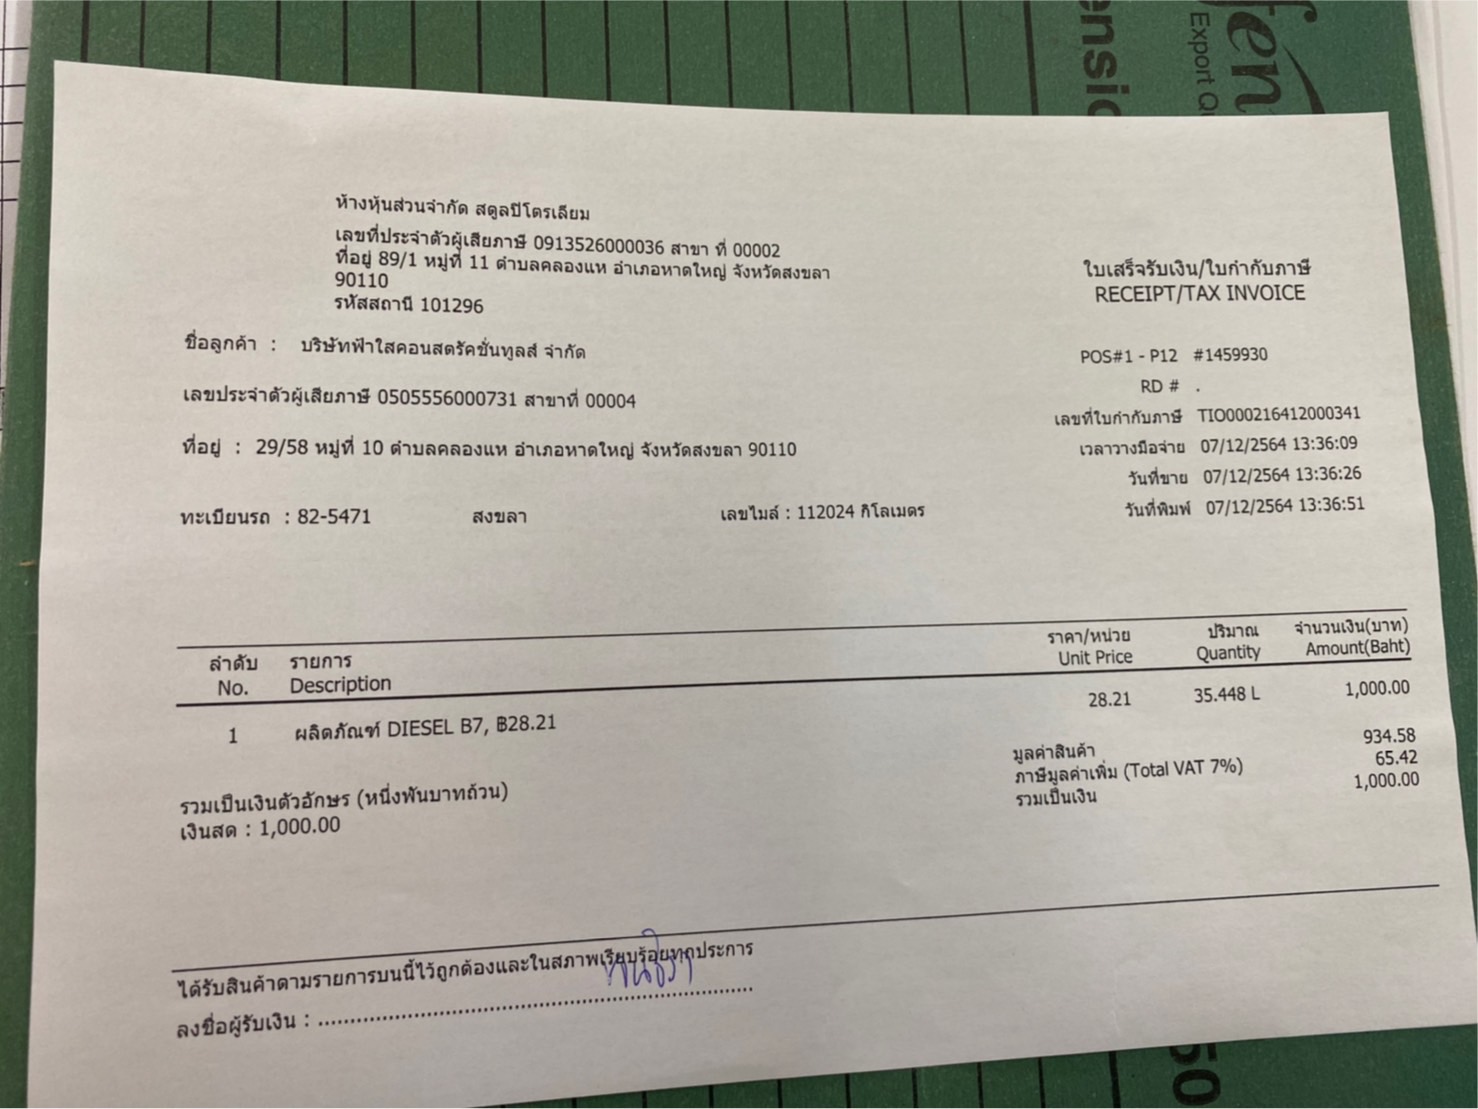 ensic
fen
Export Qu
ห้างหุ้นส่วนจำกัด สตูลปิโตรเลียม
เลขที่ประจำตัวผู้เสียภาษี 0913526000036 สาขา ที่ 00002
ที่อยู่ 89/1 หมู่ที่ 11 ตำบลคลองแห อำเภอหาดใหญ่ จังหวัดสงขลา
90110
รหัสสถานี 101296
ใบเสร็จรับเงิน/ใบกำกับภาษี
RECEIPT/TAX INVOICE
ชื่อลูกค้า : บริษัทฟ้าใสคอนสตรัคชั่นทูลส์ จำกัด
POS#1 - P12 #1459930
RD # .
เลขประจำตัวผู้เสียภาษี 0505556000731 สาขาที่ 00004
เลขที่ใบกำกับภาษี TIO000216412000341
ที่อยู่ : 29/58 หมู่ที่ 10 ตำบลคลองแห อำเภอหาดใหญ่ จังหวัดสงขลา 90110
เวลาวางมือจ่าย 07/12/2564 13:36:09
วันที่ขาย 07/12/2564 13:36:26
ทะเบียนรถ : 82-5471 สงขลา เลขไมล์ : 112024 กิโลเมตร
วันที่พิมพ์ 07/12/2564 13:36:51
ลำดับ รายการ ราคา/หน่วย ปริมาณ จำนวนเงิน(บาท)
No. Description Unit Price Quantity Amount(Baht)
1 ผลิตภัณฑ์ DIESEL B7, ฿28.21 28.21 35.448 L 1,000.00
มูลค่าสินค้า 934.58
ภาษีมูลค่าเพิ่ม (Total VAT 7%) 65.42
รวมเป็นเงิน 1,000.00
รวมเป็นเงินตัวอักษร (หนึ่งพันบาทถ้วน)
เงินสด : 1,000.00
ได้รับสินค้าตามรายการบนนี้ไว้ถูกต้องและในสภาพเรียบร้อยทุกประการ
ลงชื่อผู้รับเงิน : ....................................................................
50